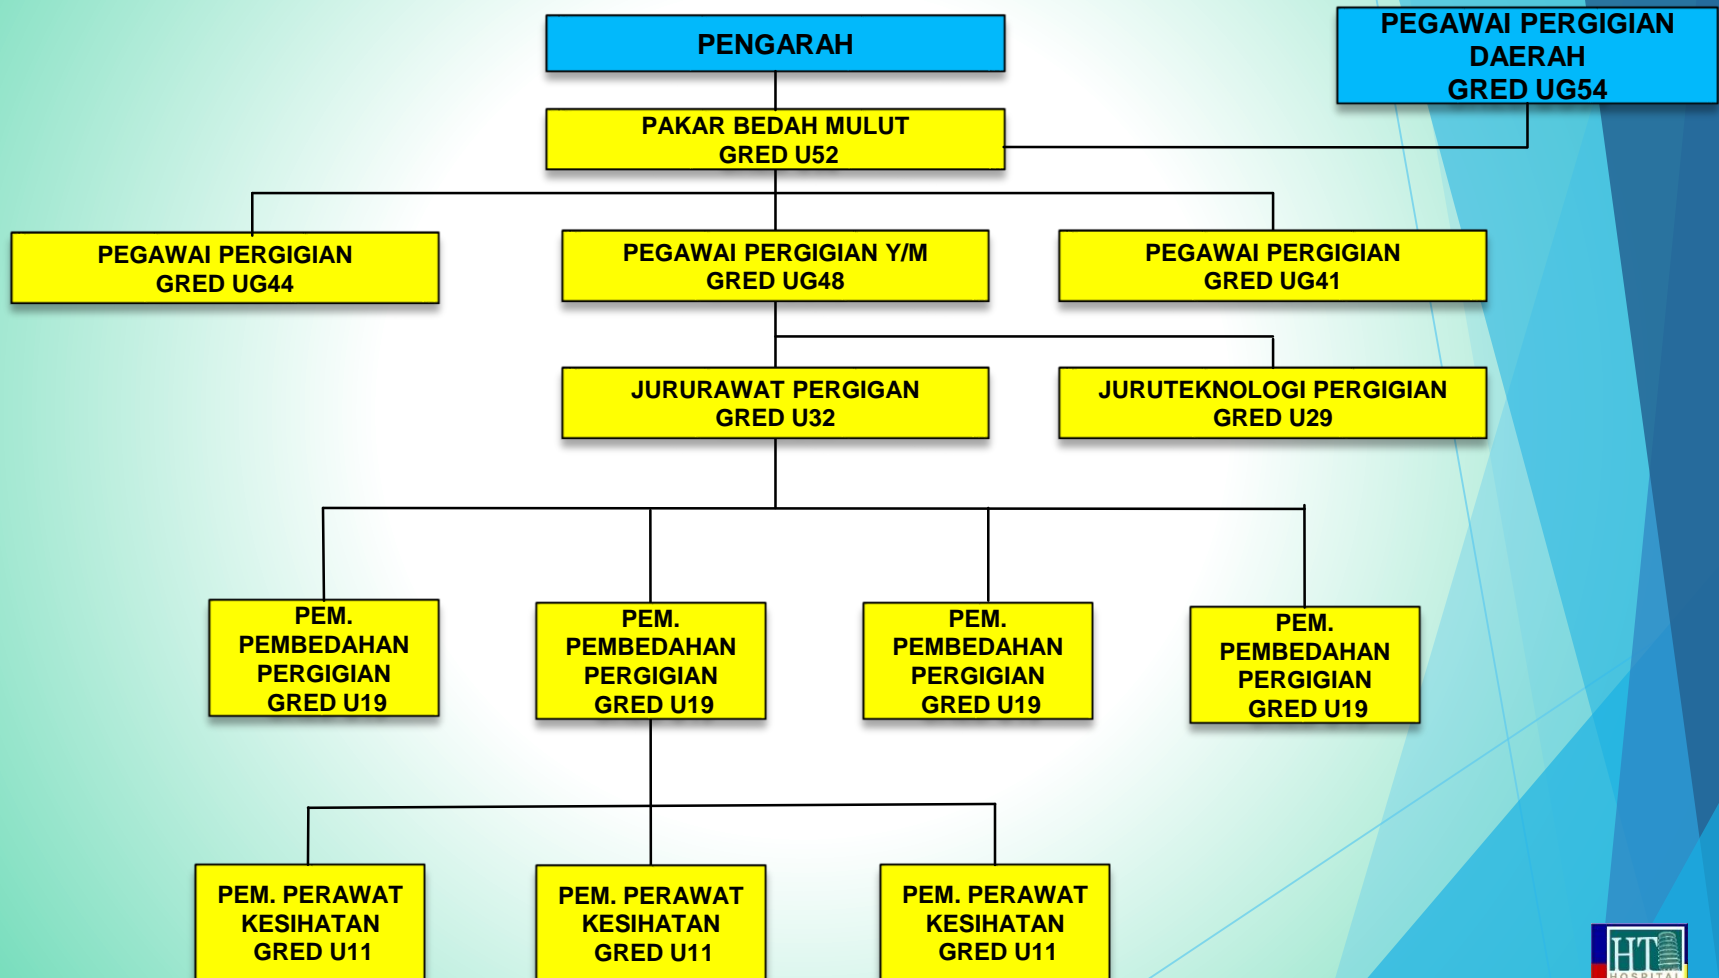 PENGARAH
PEGAWAI PERGIGIAN
DAERAH
GRED UG54
PAKAR BEDAH MULUT
GRED U52
PEGAWAI PERGIGIAN
GRED UG44
PEGAWAI PERGIGIAN Y/M
GRED UG48
PEGAWAI PERGIGIAN
GRED UG41
JURURAWAT PERGIGAN
GRED U32
JURUTEKNOLOGI PERGIGIAN
GRED U29
PEM.
PEMBEDAHAN
PERGIGIAN
GRED U19
PEM.
PEMBEDAHAN
PERGIGIAN
GRED U19
PEM.
PEMBEDAHAN
PERGIGIAN
GRED U19
PEM.
PEMBEDAHAN
PERGIGIAN
GRED U19
PEM. PERAWAT
KESIHATAN
GRED U11
PEM. PERAWAT
KESIHATAN
GRED U11
PEM. PERAWAT
KESIHATAN
GRED U11
HT
HOSPITAL